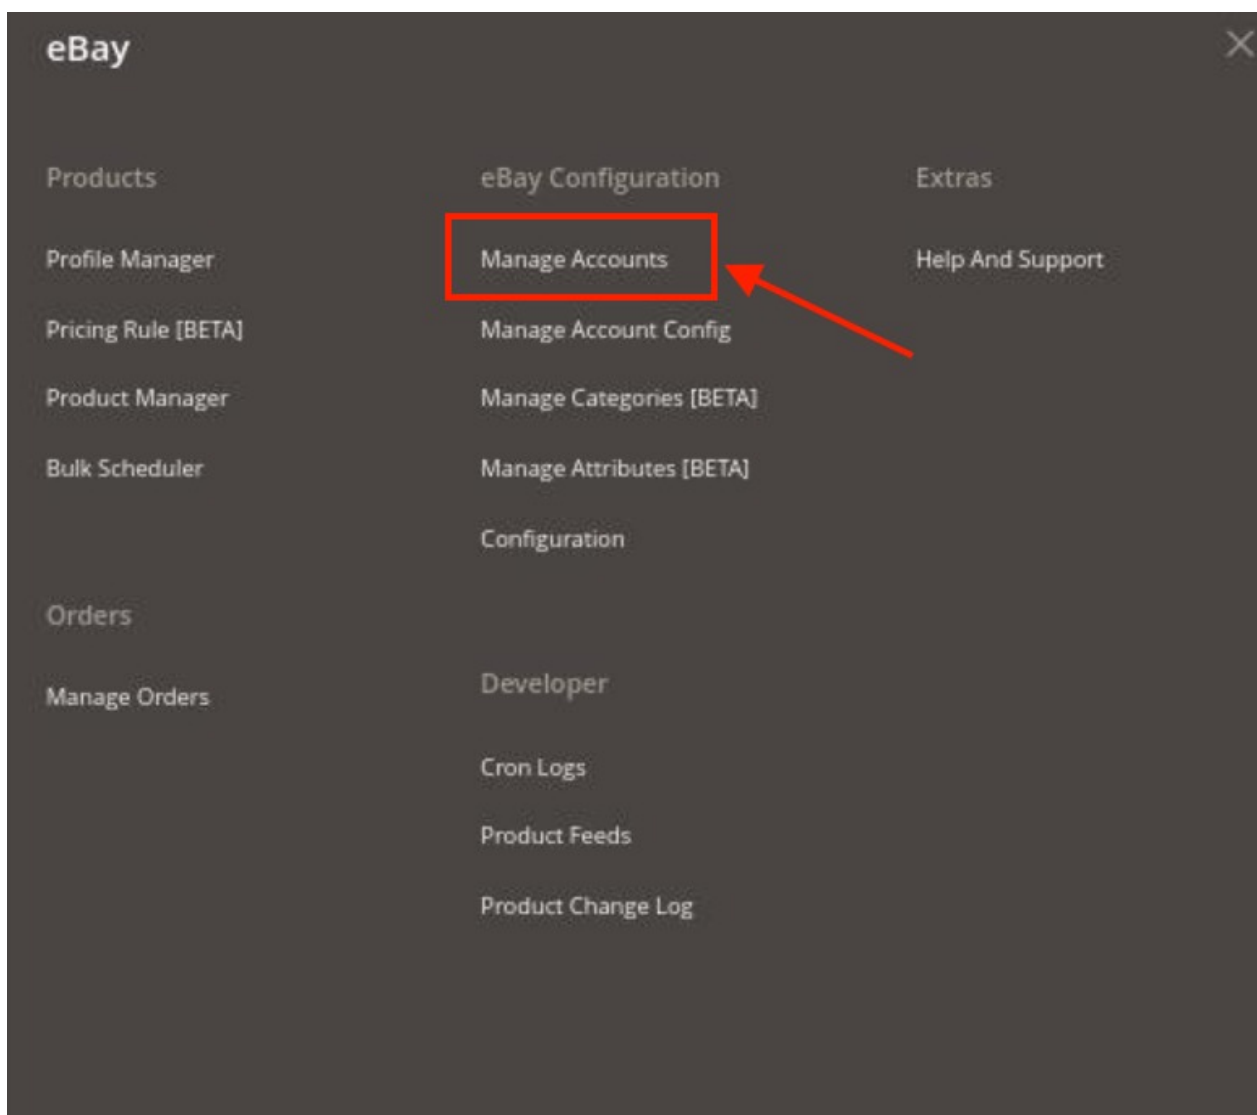 eBay
Products
Profile Manager
Pricing Rule [BETA]
Product Manager
Bulk Scheduler
Orders
Manage Orders
eBay Configuration
Manage Accounts
Manage Account Config
Manage Categories [BETA]
Manage Attributes [BETA]
Configuration
Developer
Cron Logs
Product Feeds
Product Change Log
Extras
Help And Support